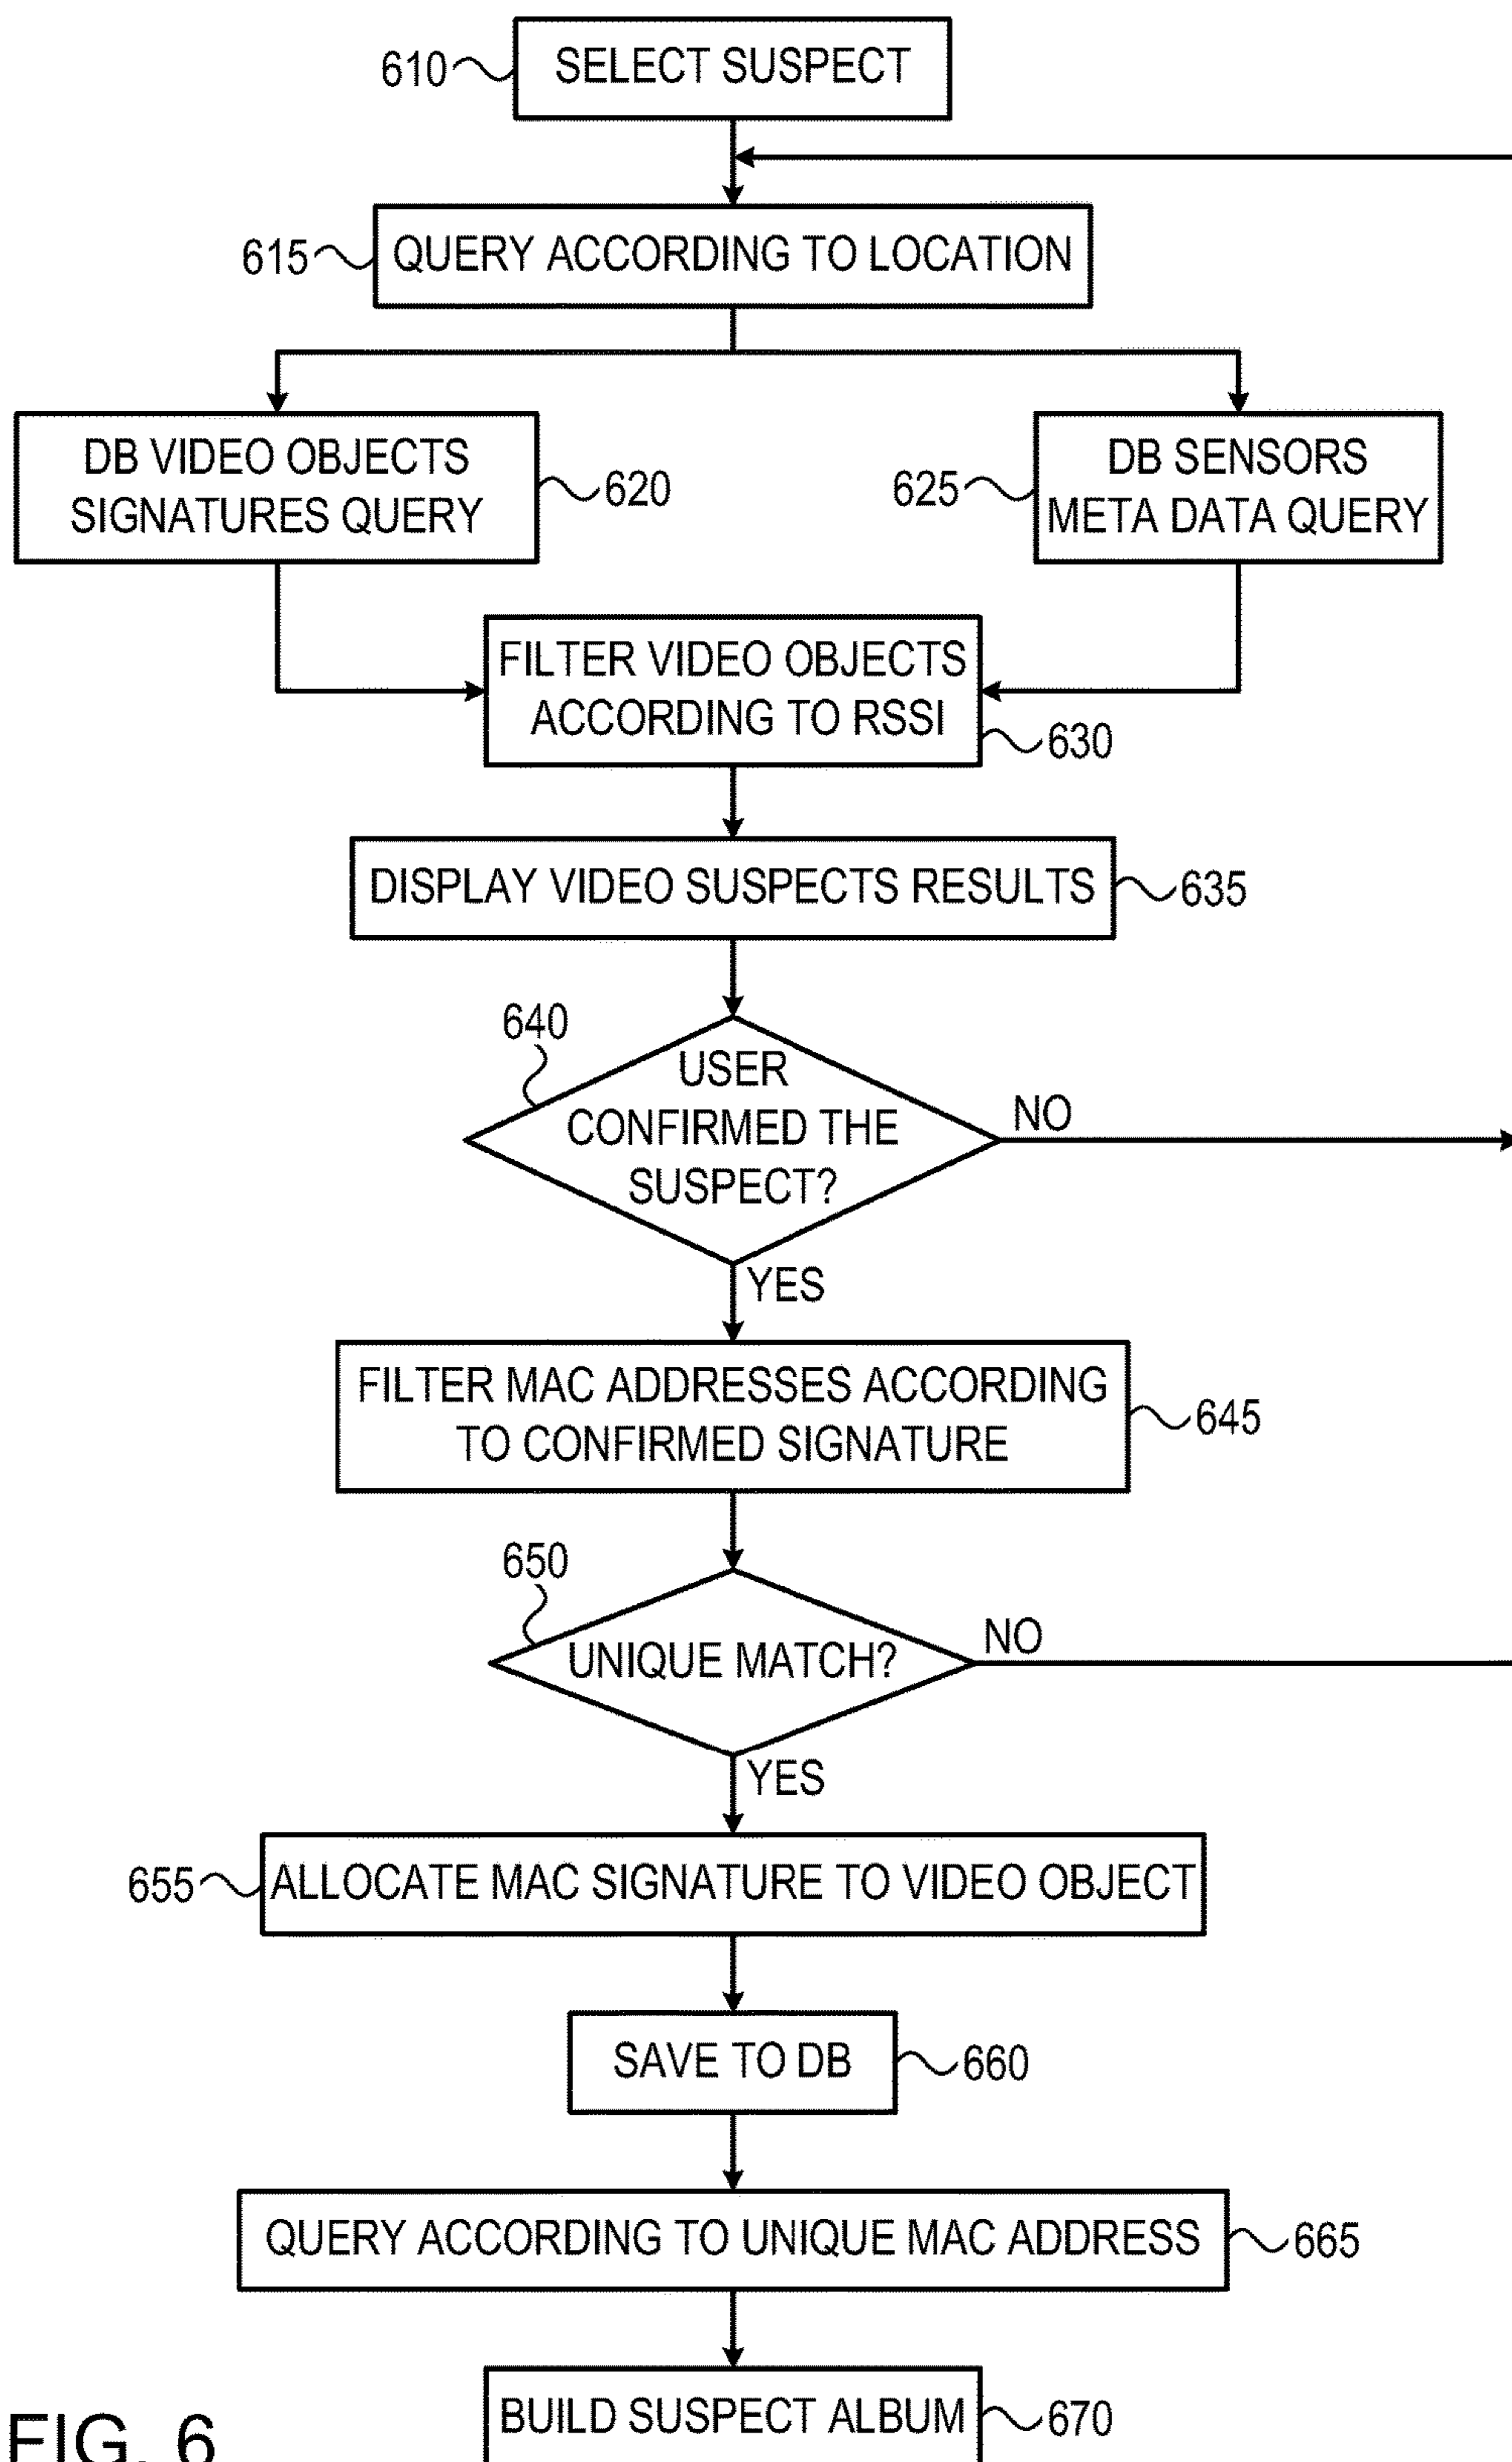 610
SELECT SUSPECT
615
QUERY ACCORDING TO LOCATION
DB VIDEO OBJECTS
SIGNATURES QUERY
620
625
DB SENSORS
META DATA QUERY
FILTER VIDEO OBJECTS
ACCORDING TO RSSI
630
DISPLAY VIDEO SUSPECTS RESULTS
635
640
USER
CONFIRMED THE
SUSPECT?
NO
YES
FILTER MAC ADDRESSES ACCORDING
TO CONFIRMED SIGNATURE
645
650
UNIQUE MATCH?
NO
YES
655
ALLOCATE MAC SIGNATURE TO VIDEO OBJECT
SAVE TO DB
660
QUERY ACCORDING TO UNIQUE MAC ADDRESS
665
BUILD SUSPECT ALBUM
670
FIG. 6